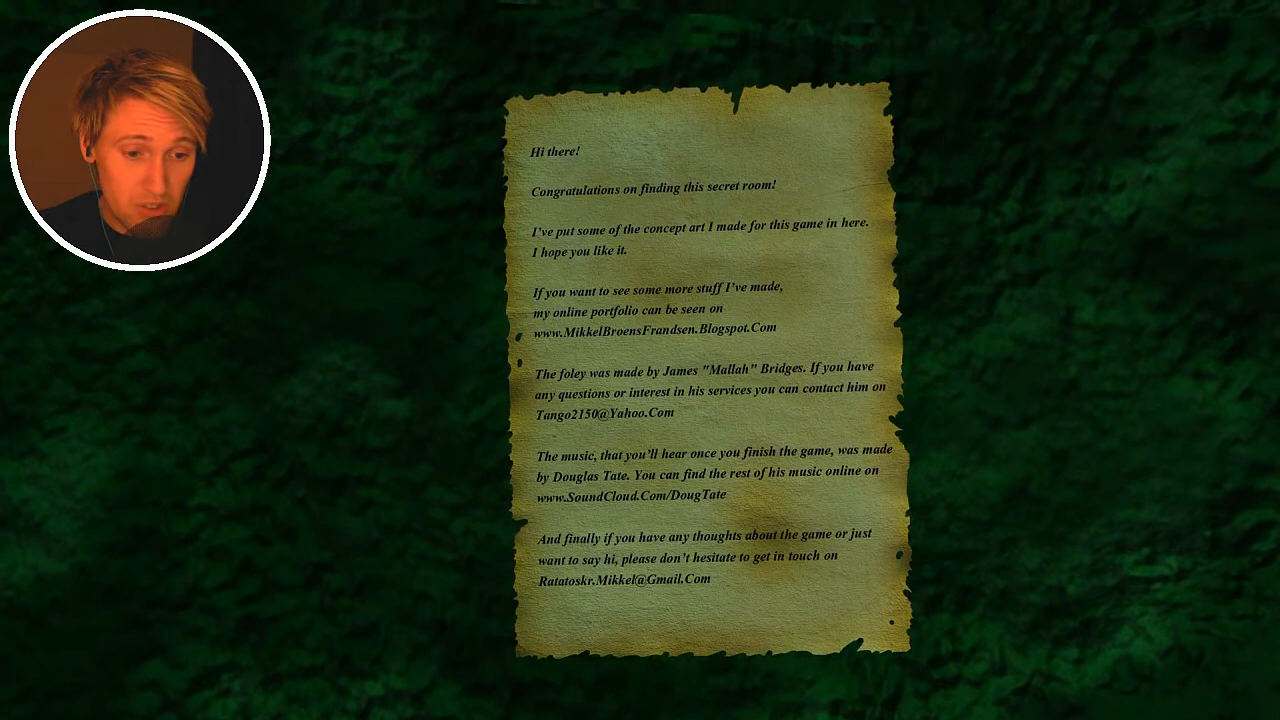 Hi there!
Congratulations on finding this secret room!
I've put some of the concept art I made for this game in here.
I hope you like it.
If you want to see some more stuff I've made,
my online portfolio can be seen on
www.MikkelBroensFrandsen.Blogspot.Com
The foley was made by James "Mallah" Bridges. If you have
any questions or interest in his services you can contact him on
Tango2150@Yahoo.Com
The music, that you'll hear once you finish the game, was made
by Douglas Tate. You can find the rest of his music online on
www.SoundCloud.Com/DougTate
And finally if you have any thoughts about the game or just
want to say hi, please don't hesitate to get in touch on
Ratatoskr.Mikkel@Gmail.Com